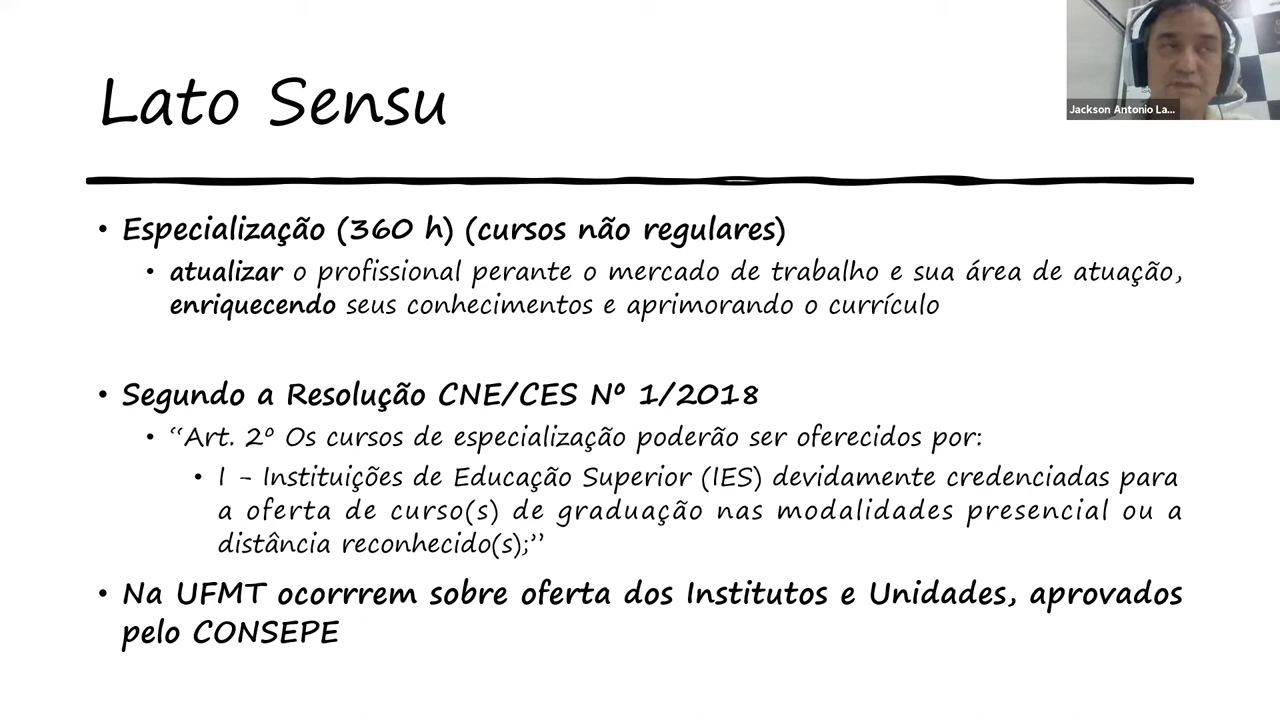 Lato Sensu
Jackson Antonio La...
• Especialização (360 h) (cursos não regulares)
• atualizar o profissional perante o mercado de trabalho e sua área de atuação,
enriquecendo seus conhecimentos e aprimorando o currículo
• Segundo a Resolução CNE/CES Nº 1/2018
• “Art. 2º Os cursos de especialização poderão ser oferecidos por:
• I - Instituições de Educação Superior (IES) devidamente credenciadas para
a oferta de curso(s) de graduação nas modalidades presencial ou a
distância reconhecido(s);”
• Na UFMT ocorrrem sobre oferta dos Institutos e Unidades, aprovados
pelo CONSEPE